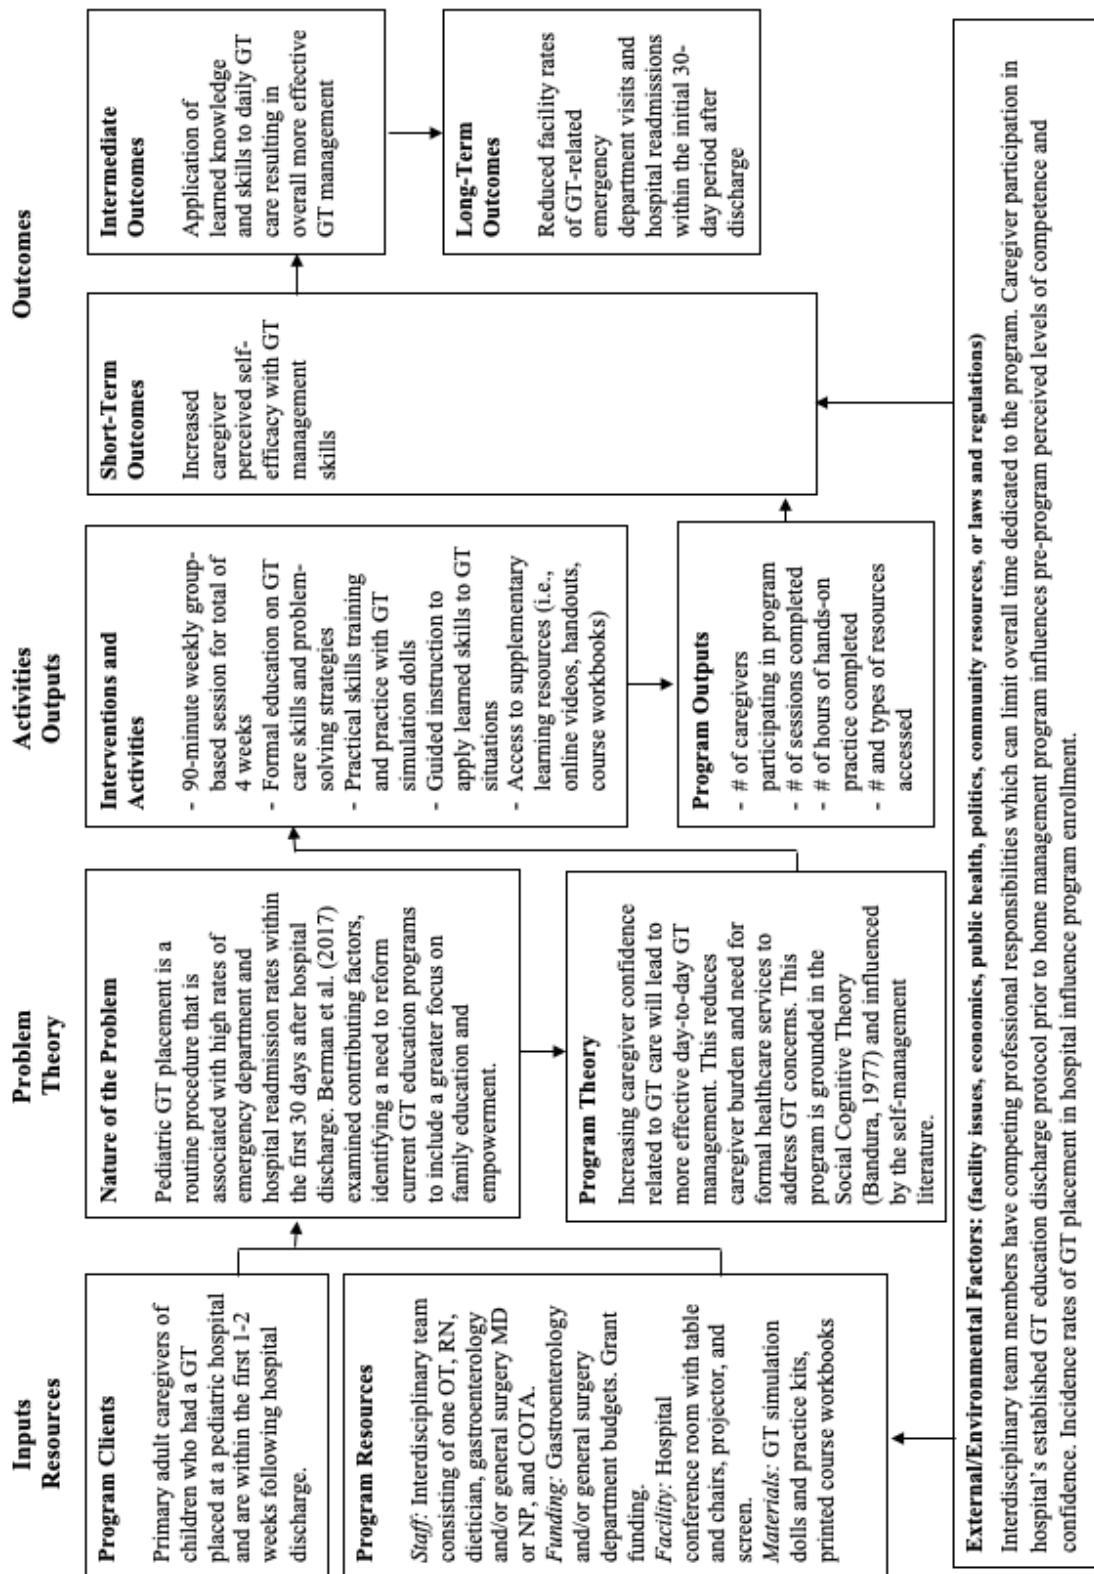 Inputs
Resources
Problem
Theory
Activities
Outputs
Outcomes
Program Clients
Primary adult caregivers of
children who had a GT
placed at a pediatric hospital
and are within the first 1-2
weeks following hospital
discharge.
Program Resources
Staff: Interdisciplinary team
consisting of one OT, RN,
dietician, gastroenterology
and/or general surgery MD
or NP, and COTA.
Funding: Gastroenterology
and/or general surgery
department budgets. Grant
funding.
Facility: Hospital
conference room with table
and chairs, projector, and
screen.
Materials: GT simulation
dolls and practice kits,
printed course workbooks
Nature of the Problem
Pediatric GT placement is a
routine procedure that is
associated with high rates of
emergency department and
hospital readmission rates within
the first 30 days after hospital
discharge. Berman et al. (2017)
examined contributing factors,
identifying a need to reform
current GT education programs
to include a greater focus on
family education and
empowerment.
Program Theory
Increasing caregiver confidence
related to GT care will lead to
more effective day-to-day GT
management. This reduces
caregiver burden and need for
formal healthcare services to
address GT concerns. This
program is grounded in the
Social Cognitive Theory
(Bandura, 1977) and influenced
by the self-management
literature.
Interventions and
Activities
- 90-minute weekly group-
based session for total of
4 weeks
- Formal education on GT
care skills and problem-
solving strategies
- Practical skills training
and practice with GT
simulation dolls
- Guided instruction to
apply learned skills to GT
situations
- Access to supplementary
learning resources (i.e.,
online videos, handouts,
course workbooks)
Program Outputs
- # of caregivers
participating in program
- # of sessions completed
- # of hours of hands-on
practice completed
- # and types of resources
accessed
Short-Term
Outcomes
Increased
caregiver
perceived self-
efficacy with GT
management
skills
Intermediate
Outcomes
Application of
learned knowledge
and skills to daily GT
care resulting in
overall more effective
GT management
Long-Term
Outcomes
Reduced facility rates
of GT-related
emergency
department visits and
hospital readmissions
within the initial 30-
day period after
discharge
External/Environmental Factors: (facility issues, economics, public health, politics, community resources, or laws and regulations)
Interdisciplinary team members have competing professional responsibilities which can limit overall time dedicated to the program. Caregiver participation in
hospital's established GT education discharge protocol prior to home management program influences pre-program perceived levels of competence and
confidence. Incidence rates of GT placement in hospital influence program enrollment.